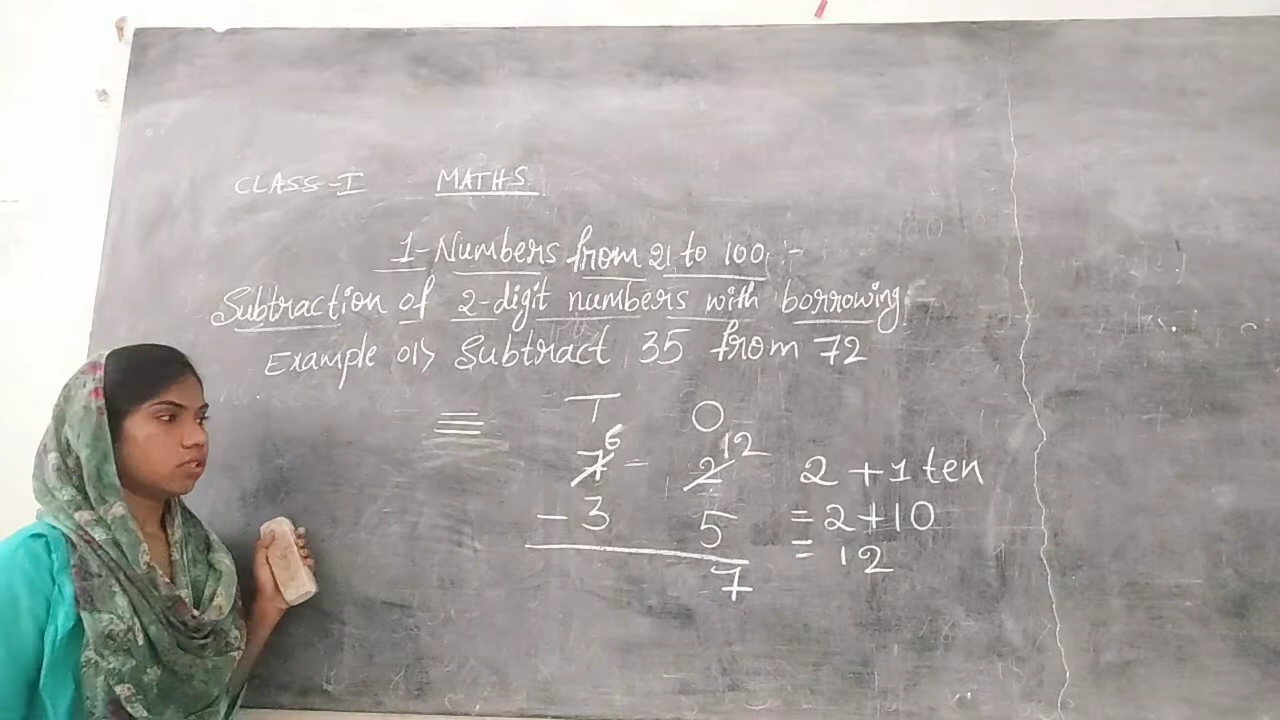 CLASS-I MATHS
1-Numbers from 21 to 100 :-
Subtraction of 2-digit numbers with borrowing :-
Example 01> Subtract 35 from 72
T O
6 12
7 2 2 + 1 ten
- 3 5 = 2 + 10
= 12
7